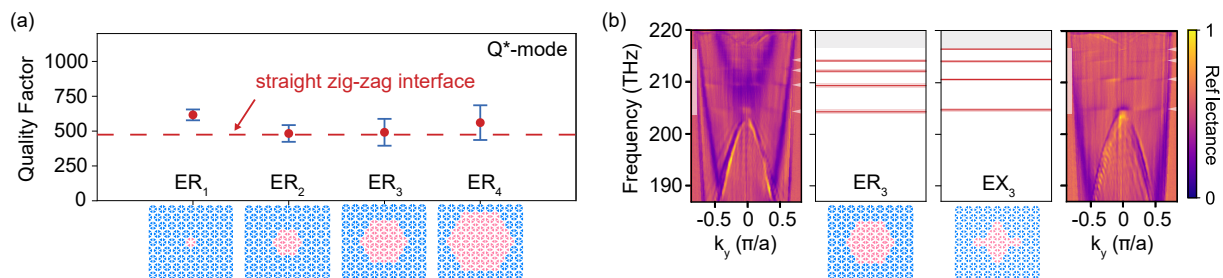 (a)
Q*-mode
straight zig-zag interface
Quality Factor
1000
750
500
250
0
ER1
ER2
ER3
ER4
(b)
Frequency (THz)
220
210
200
190
-0.5 0 0.5
ky (π/a)
ER3
EX3
-0.5 0 0.5
ky (π/a)
1
Reflectance
0